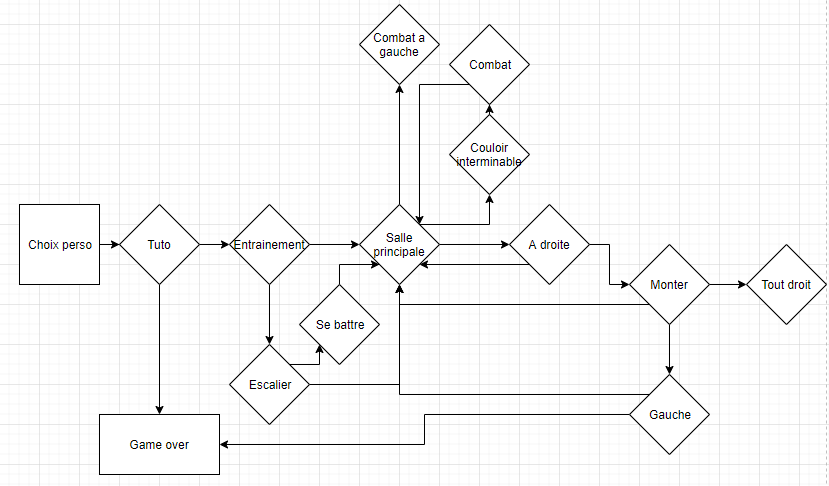 Combat a
gauche
Combat
Couloir
interminable
Choix perso
Tuto
Entrainement
Salle
principale
A droite
Monter
Tout droit
Se battre
Escalier
Gauche
Game over